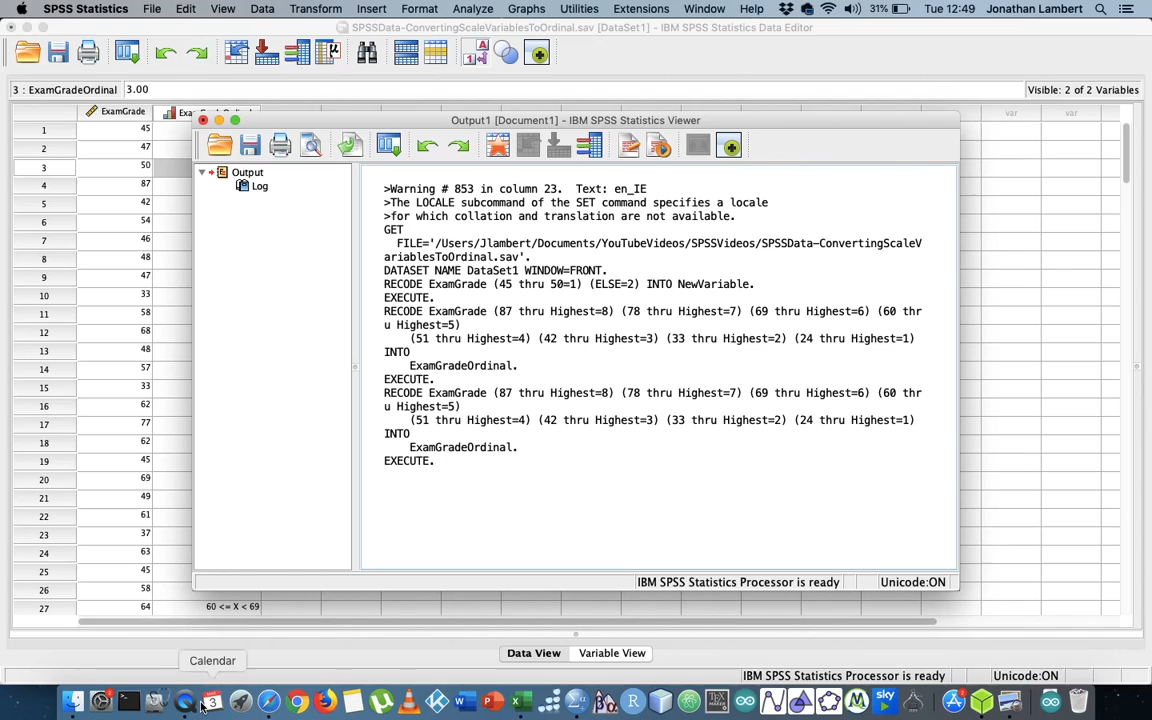 SPSS Statistics File Edit View Data Transform Insert Format Analyze Graphs Utilities Extensions Window Help 31% Tue 12:49 Jonathan Lambert
SPSSData-ConvertingScaleVariablesToOrdinal.sav [DataSet1] - IBM SPSS Statistics Data Editor
3 : ExamGradeOrdinal 3.00 Visible: 2 of 2 Variables
ExamGrade var var
Output1 [Document1] - IBM SPSS Statistics Viewer
1 45
2 47
3 50
4 87
5 42
6 54
7 46
8 48
9 47
10 33
11 58
12 68
13 48
14 57
15 33
16 62
17 77
18 62
19 45
20 69
21 49
22 61
23 37
24 63
25 45
26 58
27 64 60 <= X < 69
Output
Log
>Warning # 853 in column 23.  Text: en_IE
>The LOCALE subcommand of the SET command specifies a locale
>for which collation and translation are not available.
GET
FILE='/Users/Jlambert/Documents/YouTubeVideos/SPSSVideos/SPSSData-ConvertingScaleV
ariablesToOrdinal.sav'.
DATASET NAME DataSet1 WINDOW=FRONT.
RECODE ExamGrade (45 thru 50=1) (ELSE=2) INTO NewVariable.
EXECUTE.
RECODE ExamGrade (87 thru Highest=8) (78 thru Highest=7) (69 thru Highest=6) (60 thr
u Highest=5)
(51 thru Highest=4) (42 thru Highest=3) (33 thru Highest=2) (24 thru Highest=1)
INTO
ExamGradeOrdinal.
EXECUTE.
RECODE ExamGrade (87 thru Highest=8) (78 thru Highest=7) (69 thru Highest=6) (60 thr
u Highest=5)
(51 thru Highest=4) (42 thru Highest=3) (33 thru Highest=2) (24 thru Highest=1)
INTO
ExamGradeOrdinal.
EXECUTE.
IBM SPSS Statistics Processor is ready Unicode:ON
Data View Variable View
Calendar
IBM SPSS Statistics Processor is ready Unicode:ON
sky